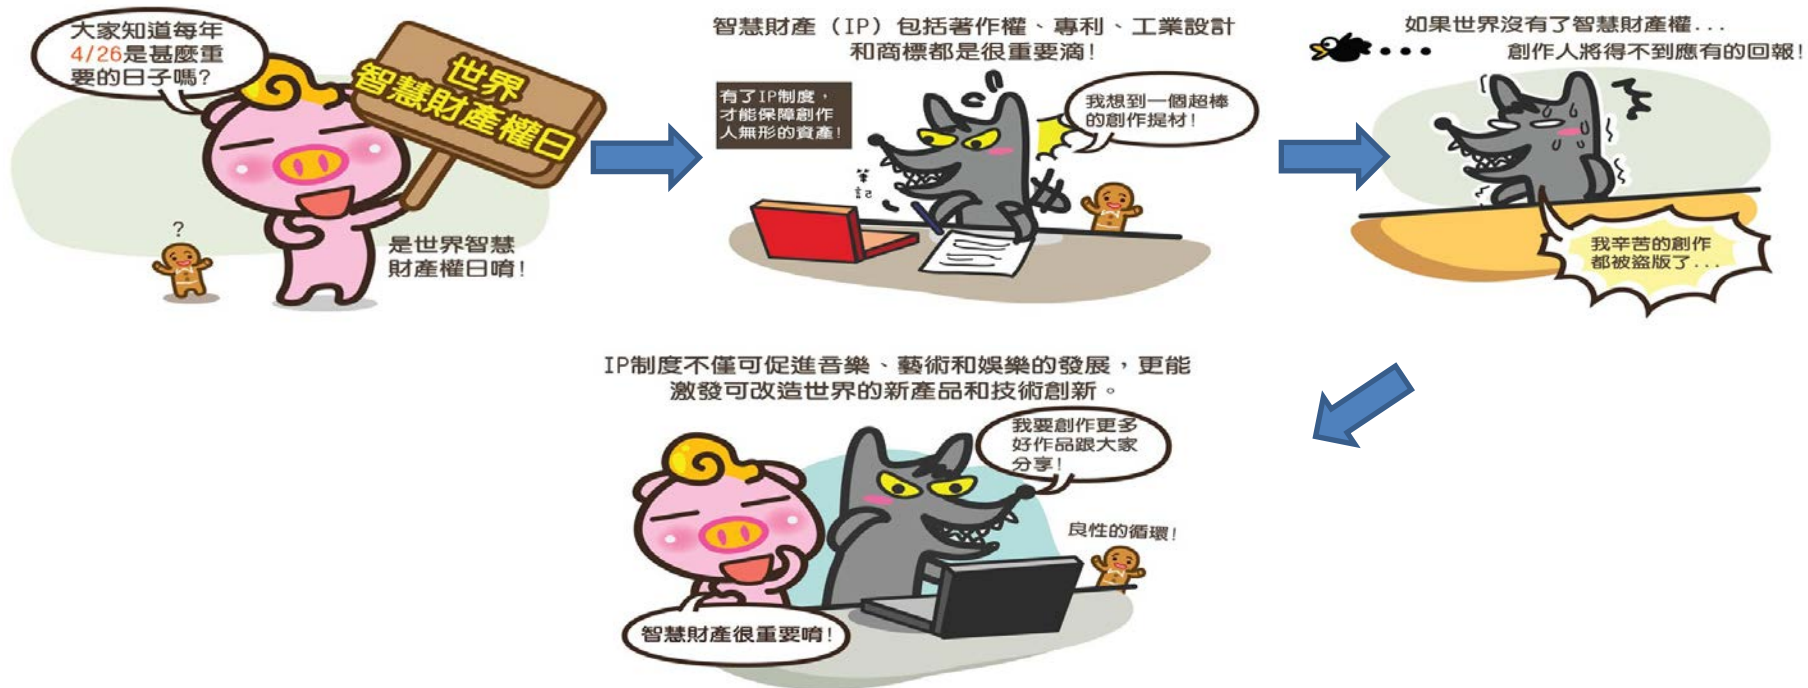 大家知道每年
4/26是甚麼重
要的日子嗎?
世界
智慧財產權日
?
是世界智慧
財產權日唷!
智慧財產(IP)包括著作權、專利、工業設計
和商標都是很重要滴!
有了IP制度,
才能保障創作
人無形的資產!
我想到一個超棒
的創作提材!
筆記
如果世界沒有了智慧財產權...
創作人將得不到應有的回報!
我辛苦的創作
都被盜版了...
IP制度不僅可促進音樂、藝術和娛樂的發展,更能
激發可改造世界的新產品和技術創新。
我要創作更多
好作品跟大家
分享!
良性的循環!
智慧財產很重要唷!